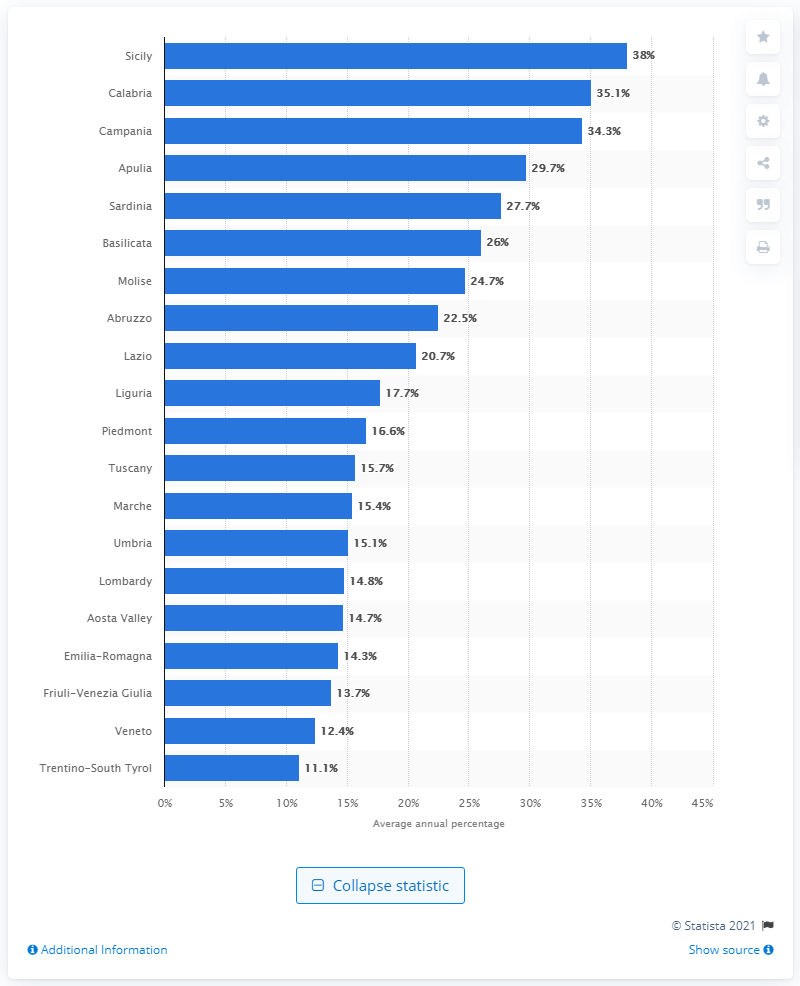 Sicily 38%
Calabria 35.1%
Campania 34.3%
Apulia 29.7%
Sardinia 27.7%
Basilicata 26%
Molise 24.7%
Abruzzo 22.5%
Lazio 20.7%
Liguria 17.7%
Piedmont 16.6%
Tuscany 15.7%
Marche 15.4%
Umbria 15.1%
Lombardy 14.8%
Aosta Valley 14.7%
Emilia-Romagna 14.3%
Friuli-Venezia Giulia 13.7%
Veneto 12.4%
Trentino-South Tyrol 11.1%
0% 5% 10% 15% 20% 25% 30% 35% 40% 45%
Average annual percentage
Collapse statistic
© Statista 2021
Additional Information Show source